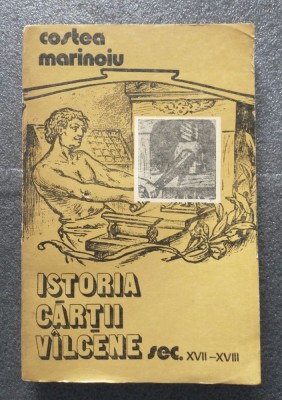 costea
marinoiu
ISTORIA
CĂRŢII
VÎLCENE sec. XVII-XVIII